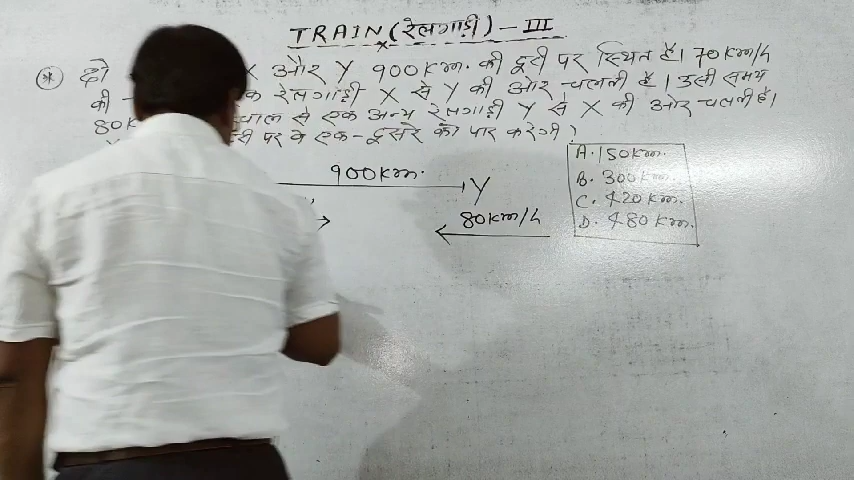 TRAIN (रेलगाड़ी) - III
दो X और Y 900 Km. की दूरी पर स्थित है। 70 Km/h
की रेलगाड़ी X से Y की ओर चलती है। उसी समय
80 K चाल से एक अन्य रेलगाड़ी Y से X की ओर चलती है।
पर वे एक-दूसरे को पार करेगी?
A. 150 Km.
B. 300 Km.
C. 420 Km.
D. 480 Km.
900 Km.
Y
80 Km/h